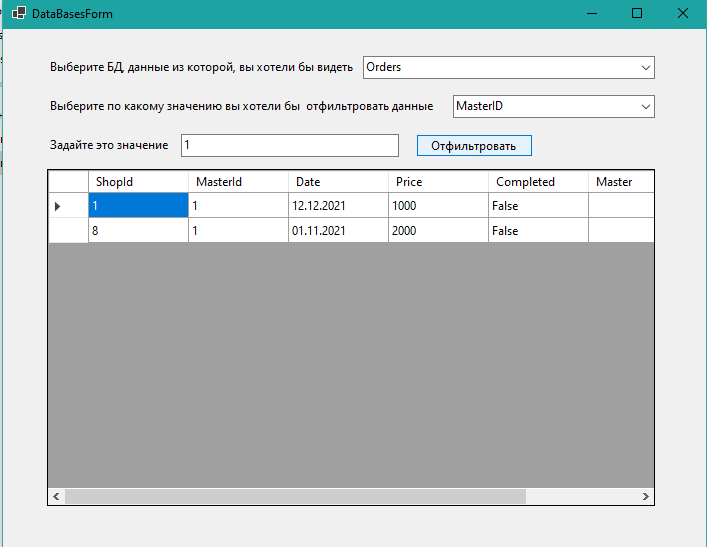 DataBasesForm
Выберите БД, данные из которой, вы хотели бы видеть Orders
Выберите по какому значению вы хотели бы отфильтровать данные MasterID
Задайте это значение 1 Отфильтровать
ShopId MasterId Date Price Completed Master
1 1 12.12.2021 1000 False
8 1 01.11.2021 2000 False